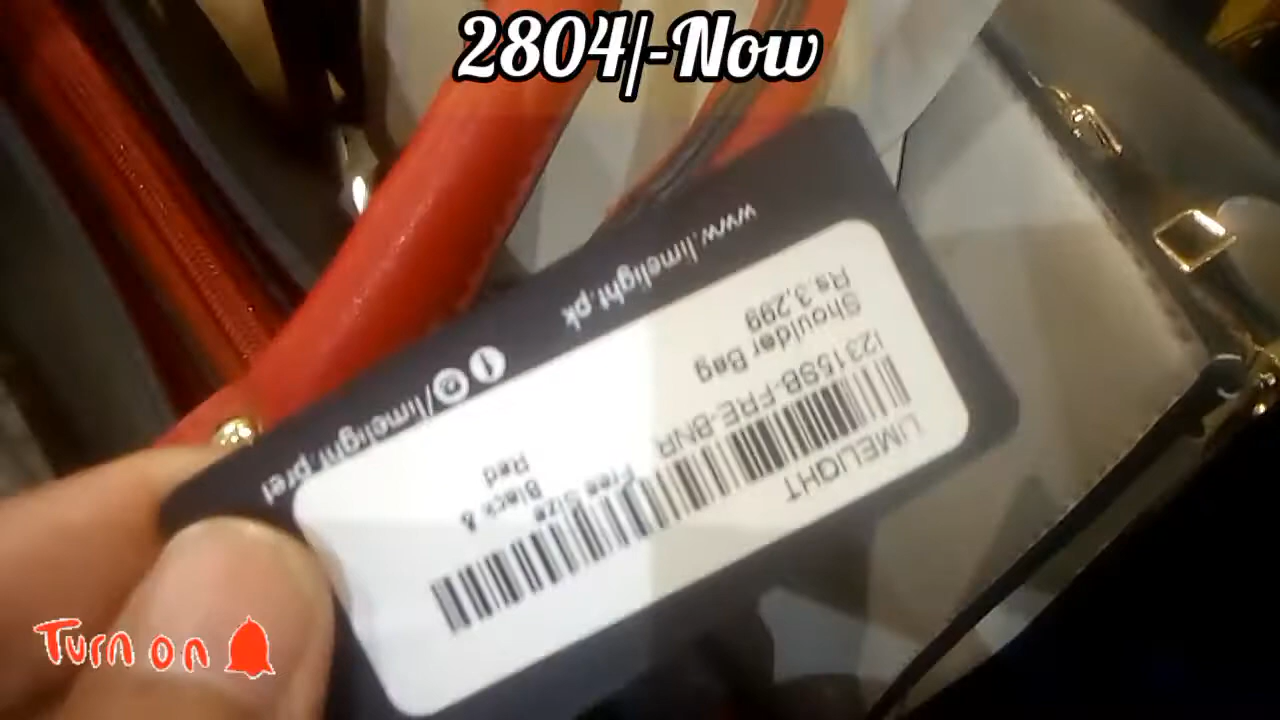 2804/-Now
www.limelight.pk
/limelight.pret
LIMELIGHT
I2315SB-FRE-BNR
Shoulder Bag
Rs.3,299
Free Size
Black &
Red
Turn on